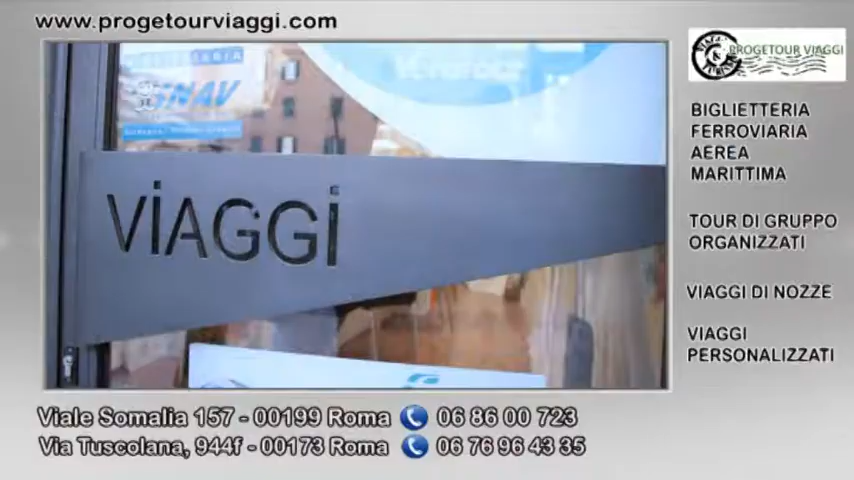 www.progetourviaggi.com
PROGETOUR VIAGGI
BIGLIETTERIA
SNAV
VIAGGI
BIGLIETTERIA
FERROVIARIA
AEREA
MARITTIMA
TOUR DI GRUPPO
ORGANIZZATI
VIAGGI DI NOZZE
VIAGGI
PERSONALIZZATI
Viale Somalia 157 - 00199 Roma 06 86 00 723
Via Tuscolana, 944f - 00173 Roma 06 76 96 43 35